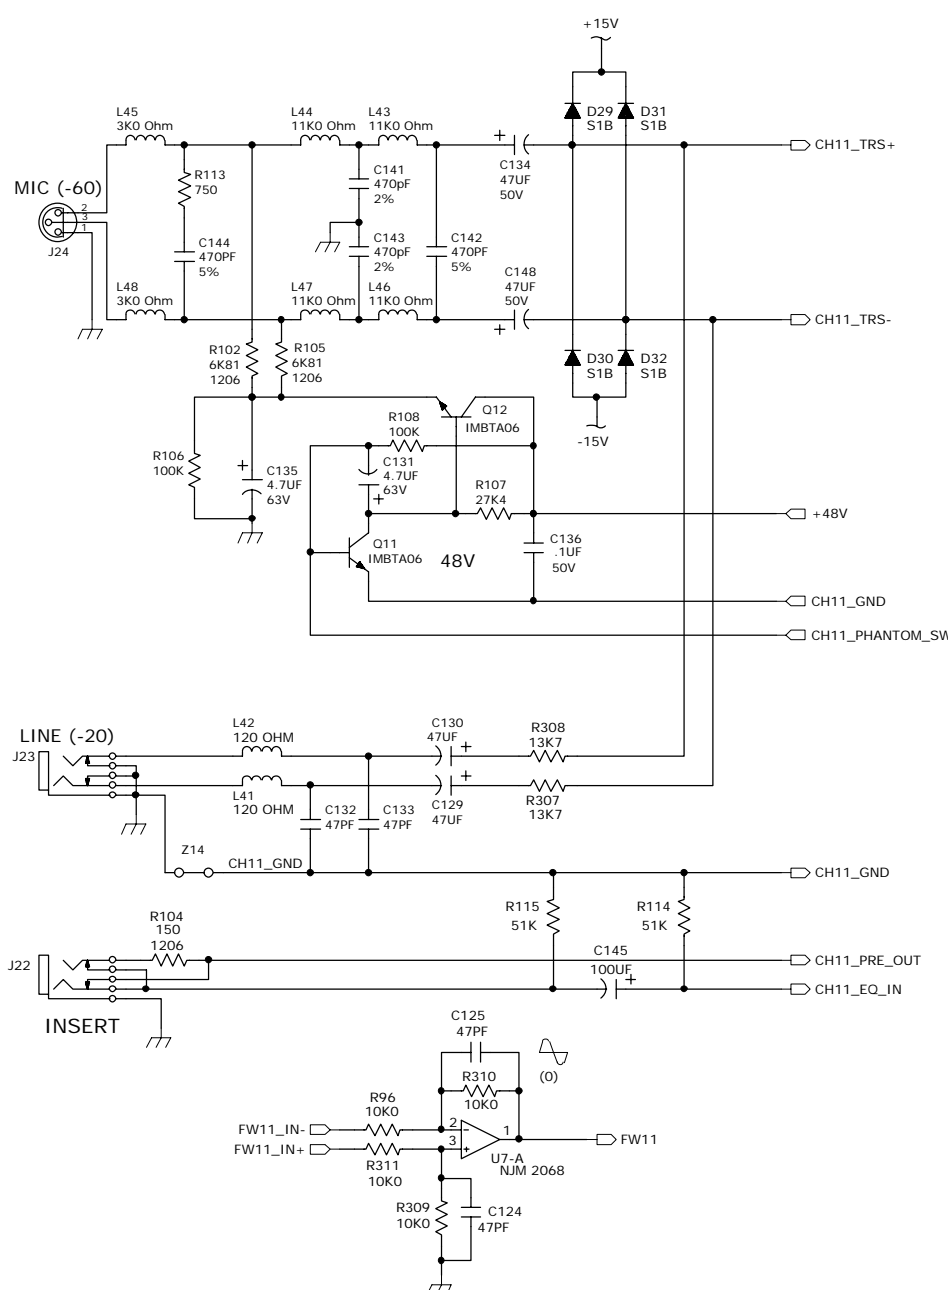 +15V
L45
3K0 Ohm
L44
11K0 Ohm
L43
11K0 Ohm
D29
S1B
D31
S1B
+
C134
47UF
50V
CH11_TRS+
R113
750
C141
470pF
2%
MIC (-60)
2
3
1
J24
C144
470PF
5%
C143
470pF
2%
C142
470PF
5%
L48
3K0 Ohm
L47
11K0 Ohm
L46
11K0 Ohm
C148
47UF
50V
+
CH11_TRS-
R102
6K81
1206
R105
6K81
1206
D30
S1B
D32
S1B
-15V
Q12
IMBTA06
R108
100K
R106
100K
+
C135
4.7UF
63V
C131
4.7UF
63V
+
R107
27K4
+48V
Q11
IMBTA06
48V
C136
.1UF
50V
CH11_GND
CH11_PHANTOM_SW
LINE (-20)
J23
L42
120 OHM
C130
47UF
+
R308
13K7
L41
120 OHM
C129
47UF
+
R307
13K7
C132
47PF
C133
47PF
Z14
CH11_GND
CH11_GND
R115
51K
R114
51K
R104
150
1206
J22
C145
100UF
+
CH11_PRE_OUT
CH11_EQ_IN
INSERT
C125
47PF
R310
10K0
(0)
R96
10K0
FW11_IN-
2
-
1
FW11
FW11_IN+
3
+
R311
10K0
U7-A
NJM 2068
R309
10K0
C124
47PF